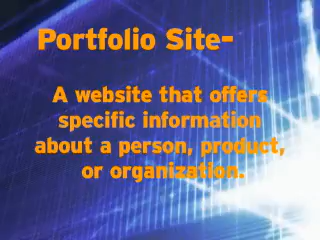 Portfolio Site-
A website that offers
specific information
about a person, product,
or organization.